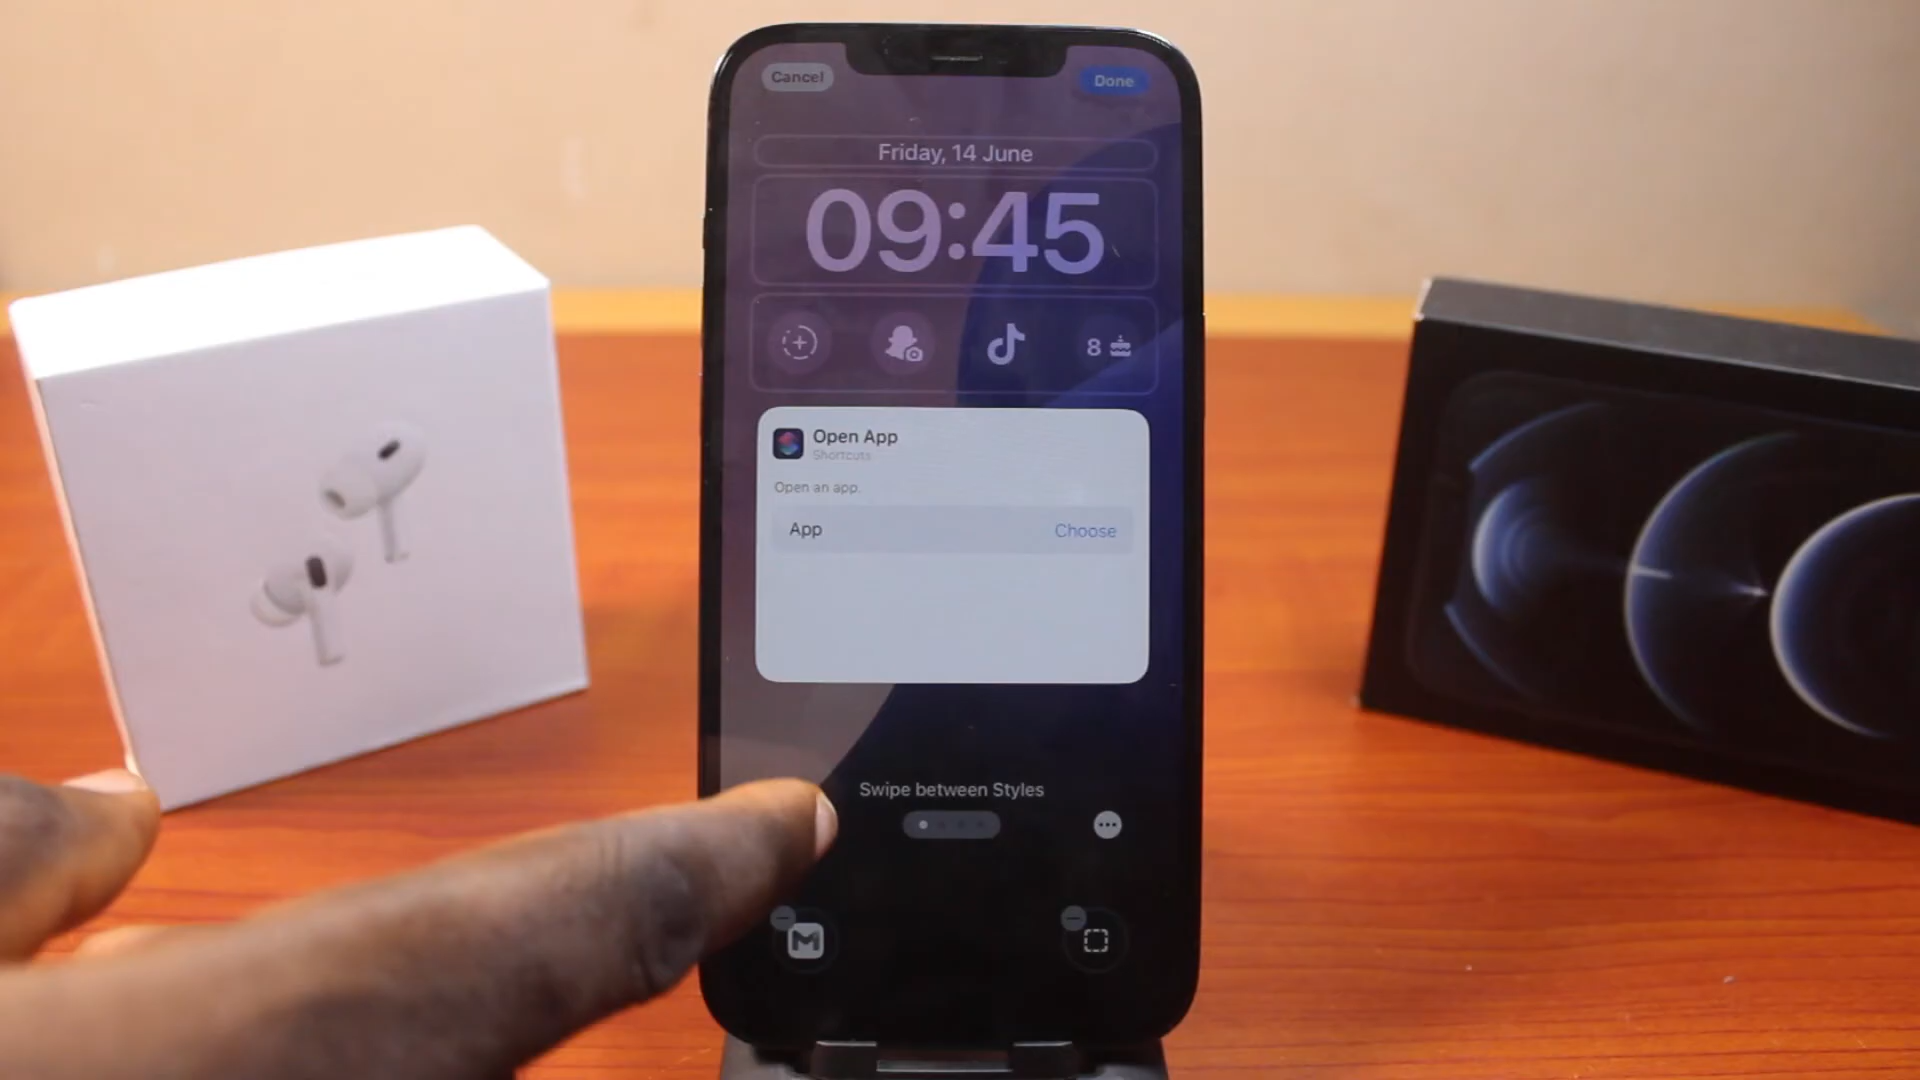 Cancel
Done
Friday, 14 June
09:45
8
Open App
Shortcuts
Open an app.
App
Choose
Swipe between Styles